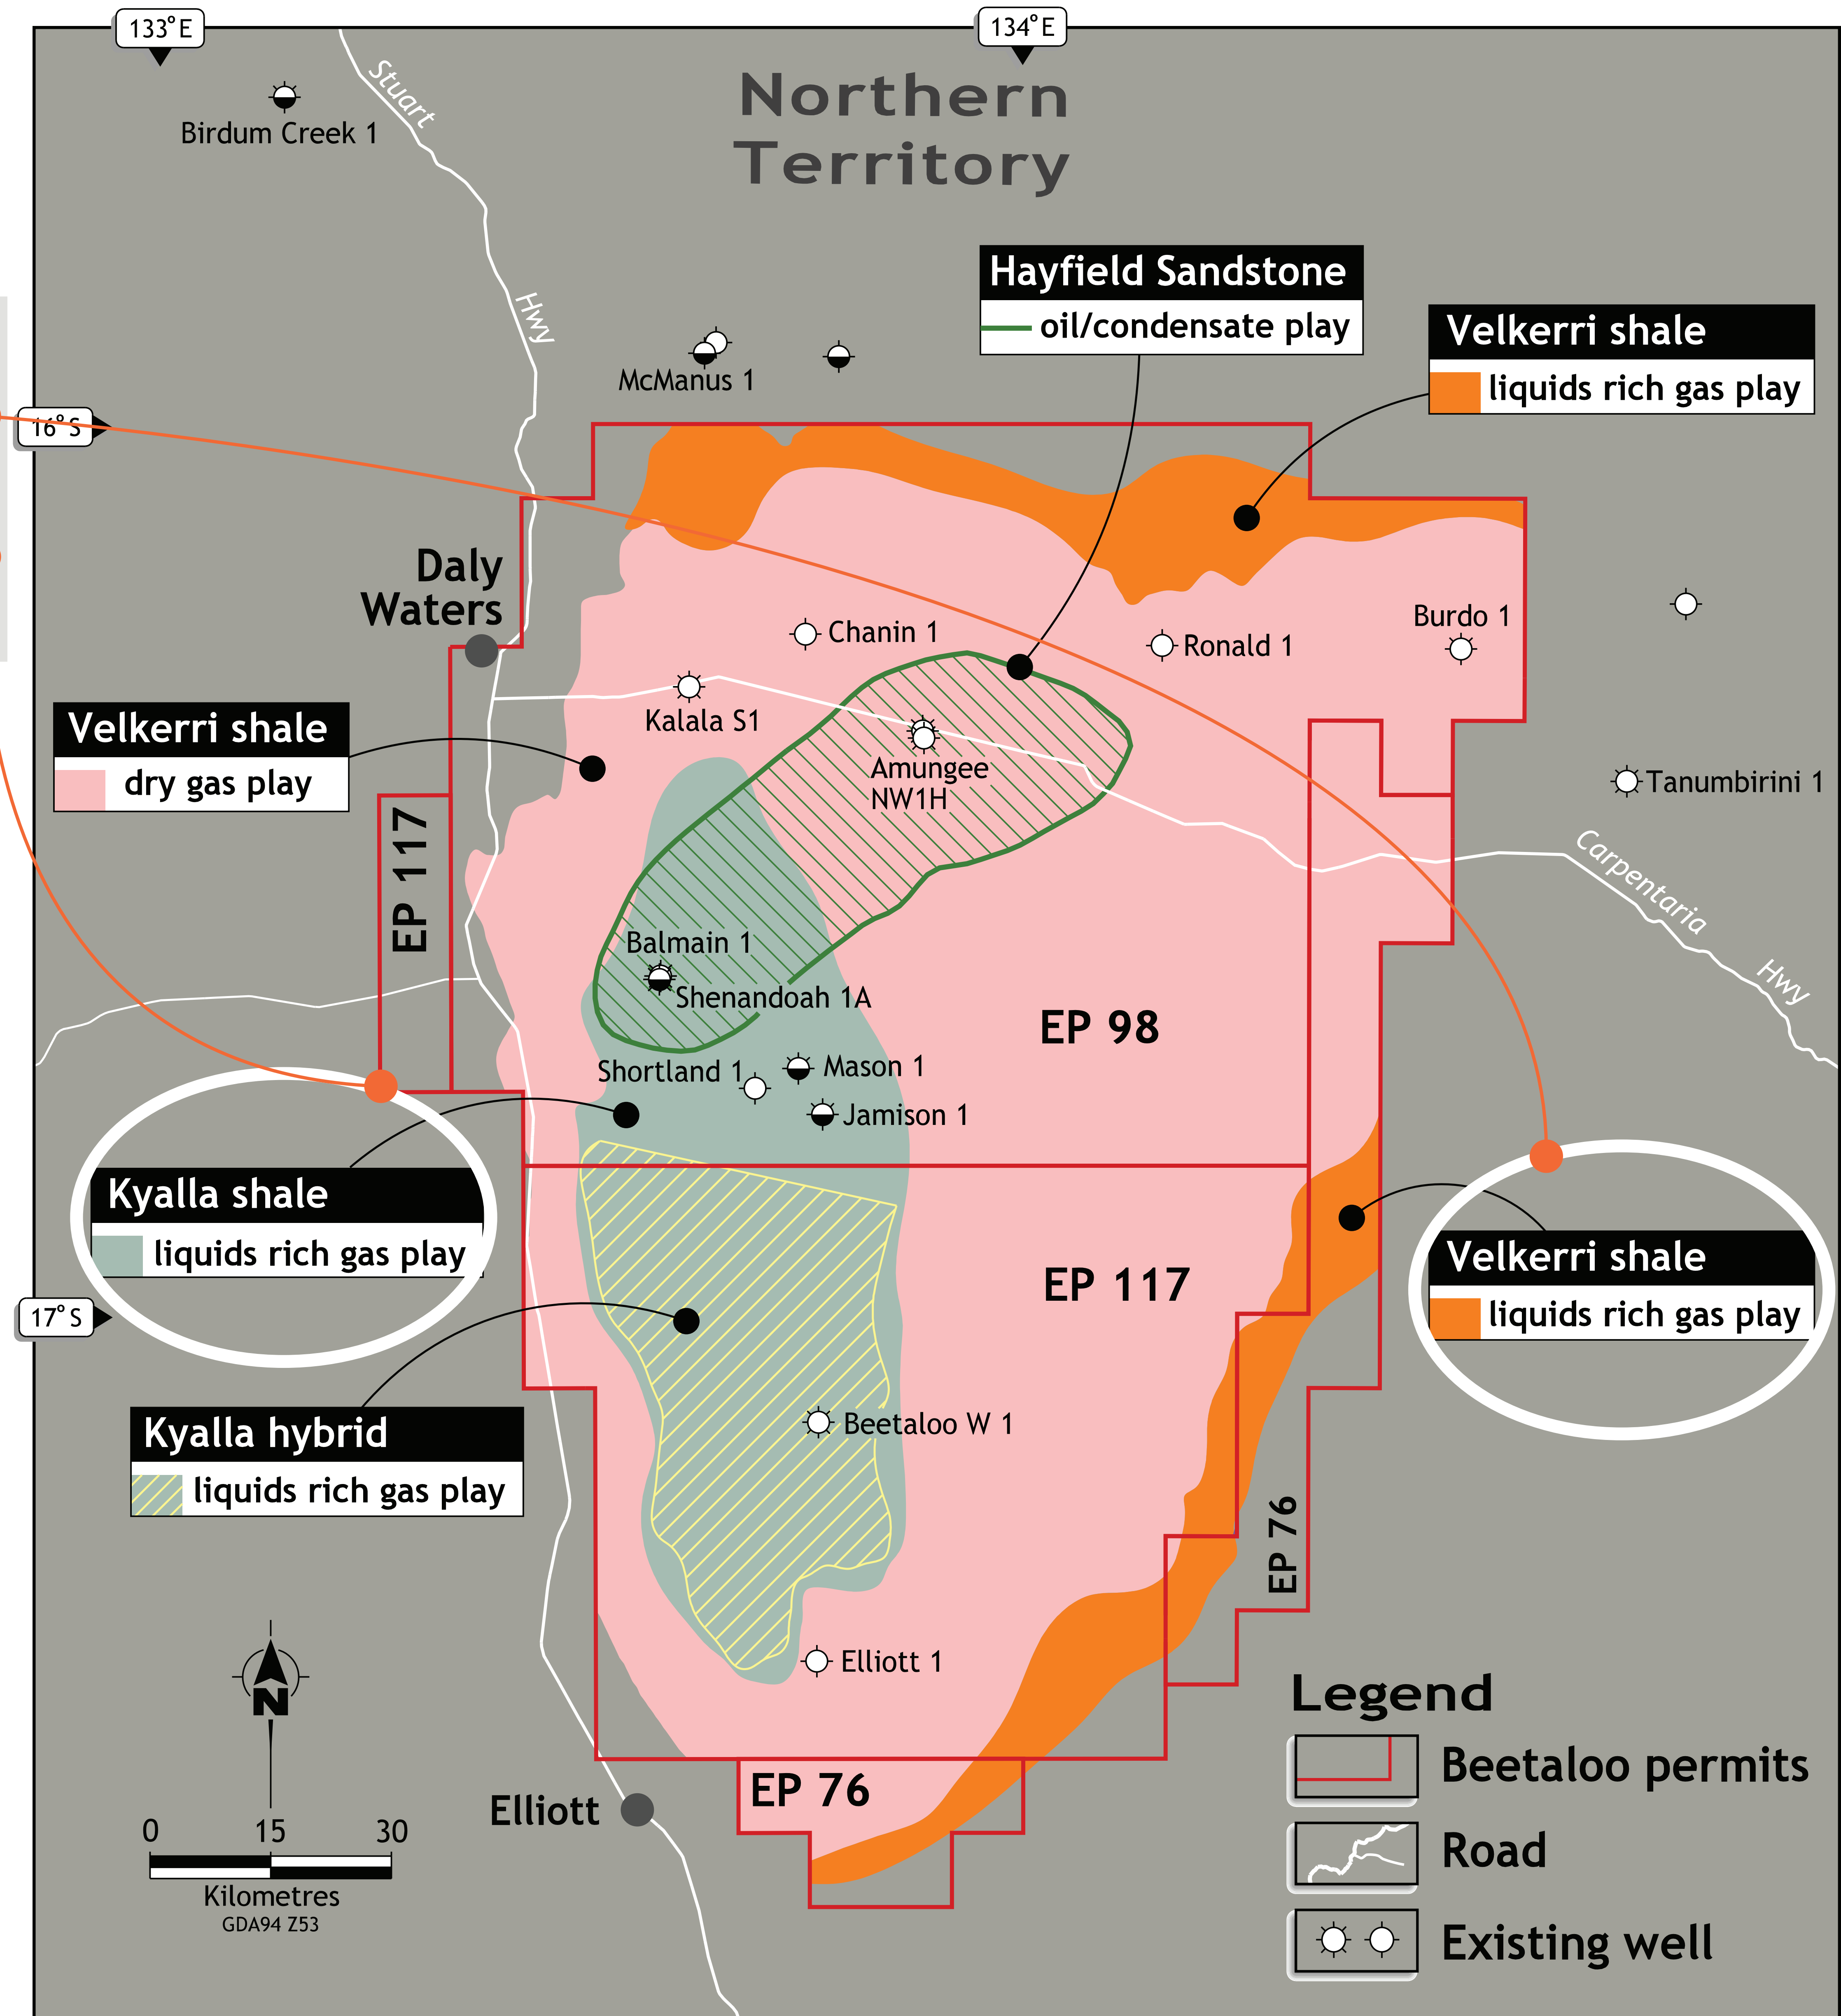 133°E
134°E
Northern
Territory
Stuart
Hwy
Birdum Creek 1
Hayfield Sandstone
oil/condensate play
Velkerri shale
liquids rich gas play
McManus 1
16°S
Daly
Waters
Chanin 1
Ronald 1
Burdo 1
Kalala S1
Velkerri shale
dry gas play
Amungee
NW1H
Tanumbirini 1
EP 117
Carpentaria
Hwy
Balmain 1
Shenandoah 1A
EP 98
Shortland 1
Mason 1
Jamison 1
Kyalla shale
liquids rich gas play
Velkerri shale
liquids rich gas play
EP 117
17°S
Kyalla hybrid
liquids rich gas play
Beetaloo W 1
EP 76
Elliott 1
N
EP 76
Elliott
0 15 30
Kilometres
GDA94 Z53
Legend
Beetaloo permits
Road
Existing well